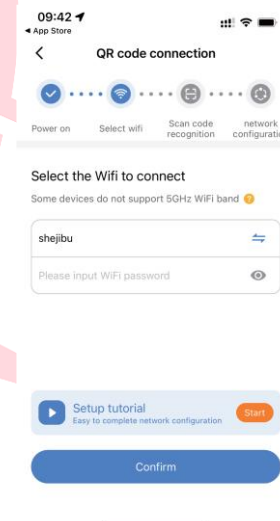 09:42
App Store
QR code connection
Power on
Select wifi
Scan code
recognition
network
configuratio
Select the Wifi to connect
Some devices do not support 5GHz WiFi band ?
shejibu
Please input WiFi password
Setup tutorial
Start
Easy to complete network configuration
Confirm